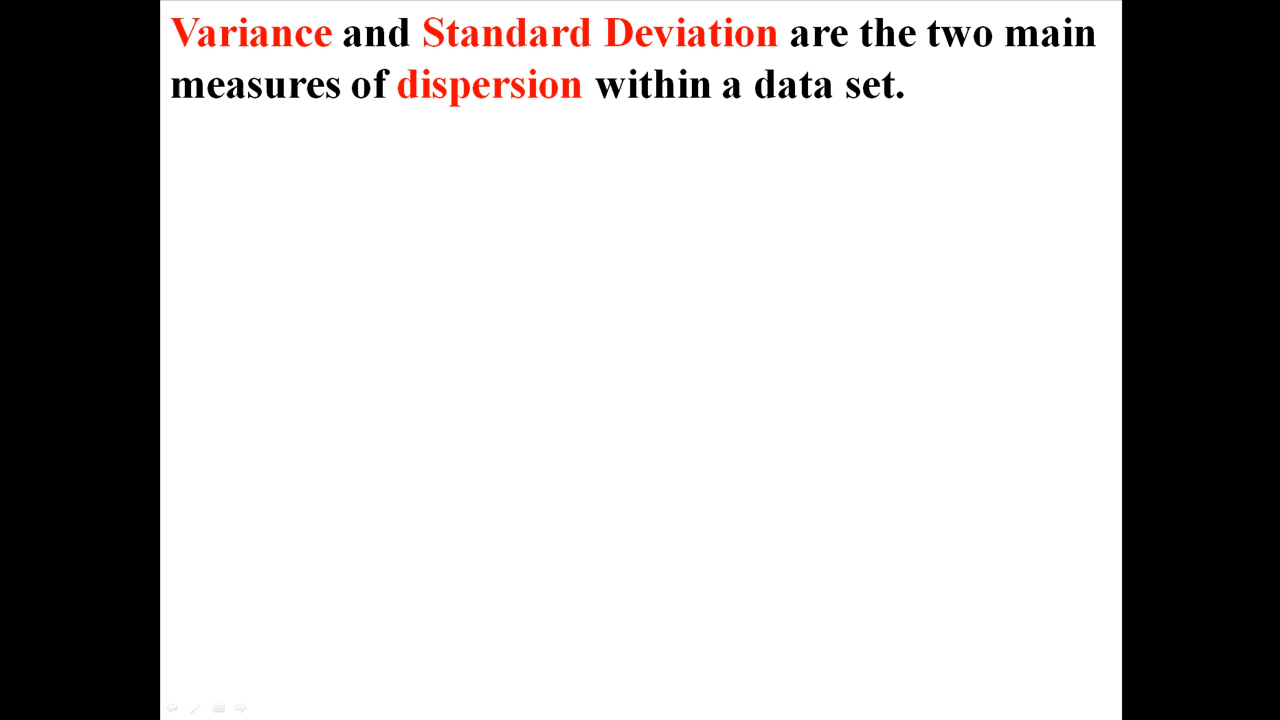 Variance and Standard Deviation are the two main
measures of dispersion within a data set.